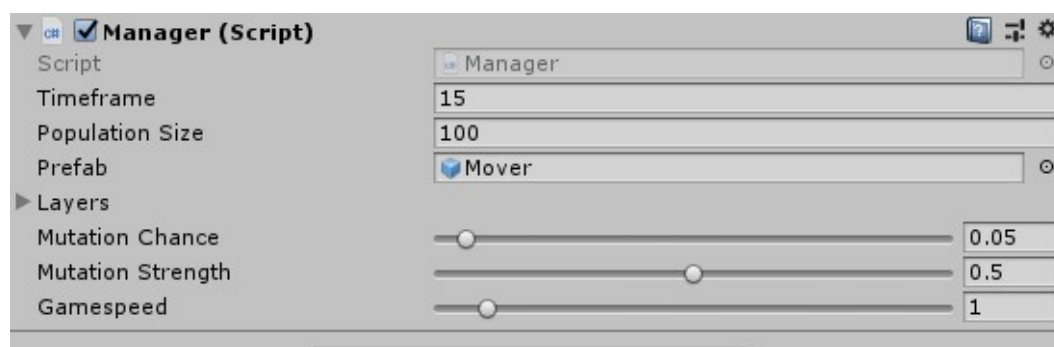 Manager (Script)
Script Manager
Timeframe 15
Population Size 100
Prefab Mover
Layers
Mutation Chance 0.05
Mutation Strength 0.5
Gamespeed 1